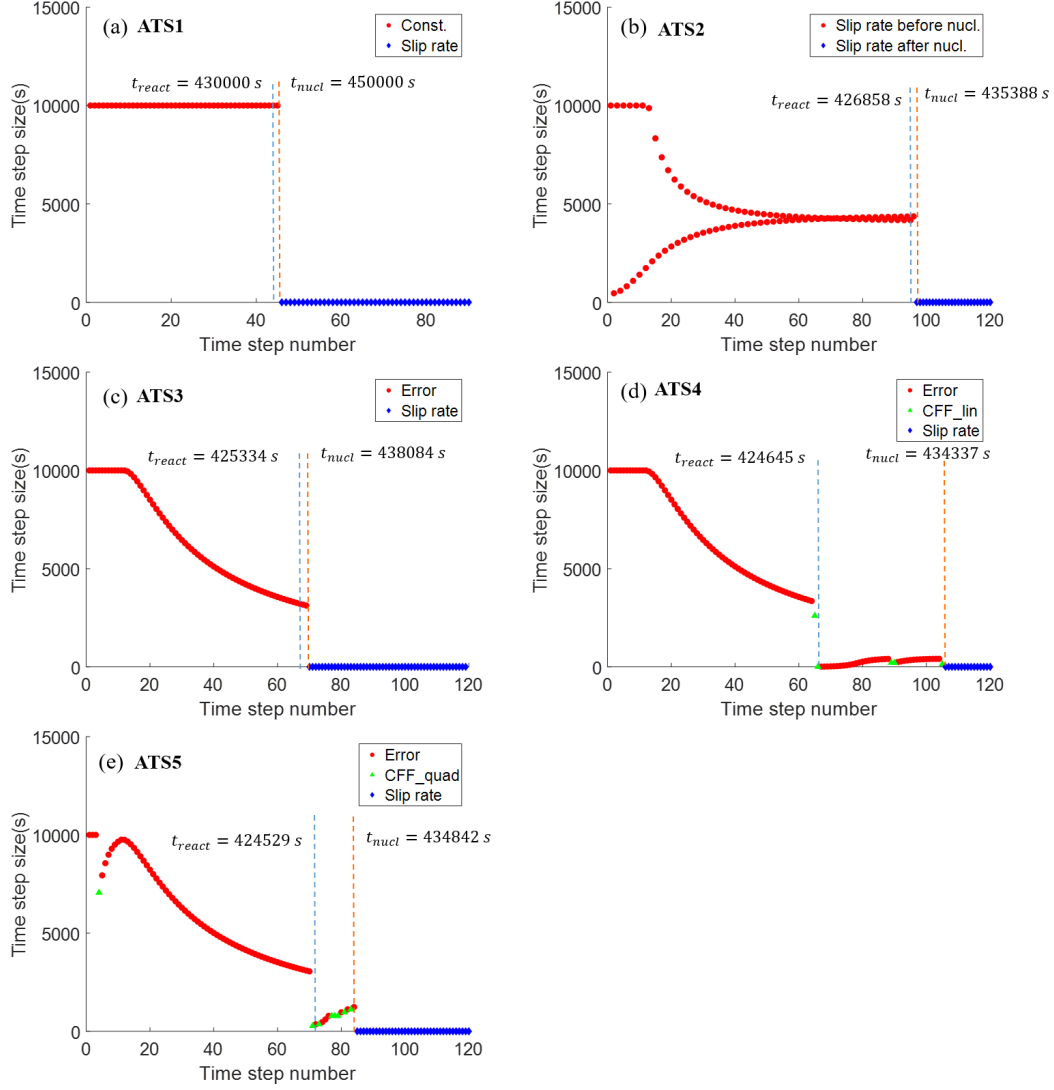 (a) ATS1
Const.
Slip rate
t_react = 430000 s
t_nucl = 450000 s
15000
10000
5000
0
Time step size(s)
0 20 40 60 80
Time step number
(b) ATS2
Slip rate before nucl.
Slip rate after nucl.
t_react = 426858 s
t_nucl = 435388 s
15000
10000
5000
0
Time step size(s)
0 20 40 60 80 100 120
Time step number
(c) ATS3
Error
Slip rate
t_react = 425334 s
t_nucl = 438084 s
15000
10000
5000
0
Time step size(s)
0 20 40 60 80 100 120
Time step number
(d) ATS4
Error
CFF_lin
Slip rate
t_react = 424645 s
t_nucl = 434337 s
15000
10000
5000
0
Time step size(s)
0 20 40 60 80 100 120
Time step number
(e) ATS5
Error
CFF_quad
Slip rate
t_react = 424529 s
t_nucl = 434842 s
15000
10000
5000
0
Time step size(s)
0 20 40 60 80 100 120
Time step number